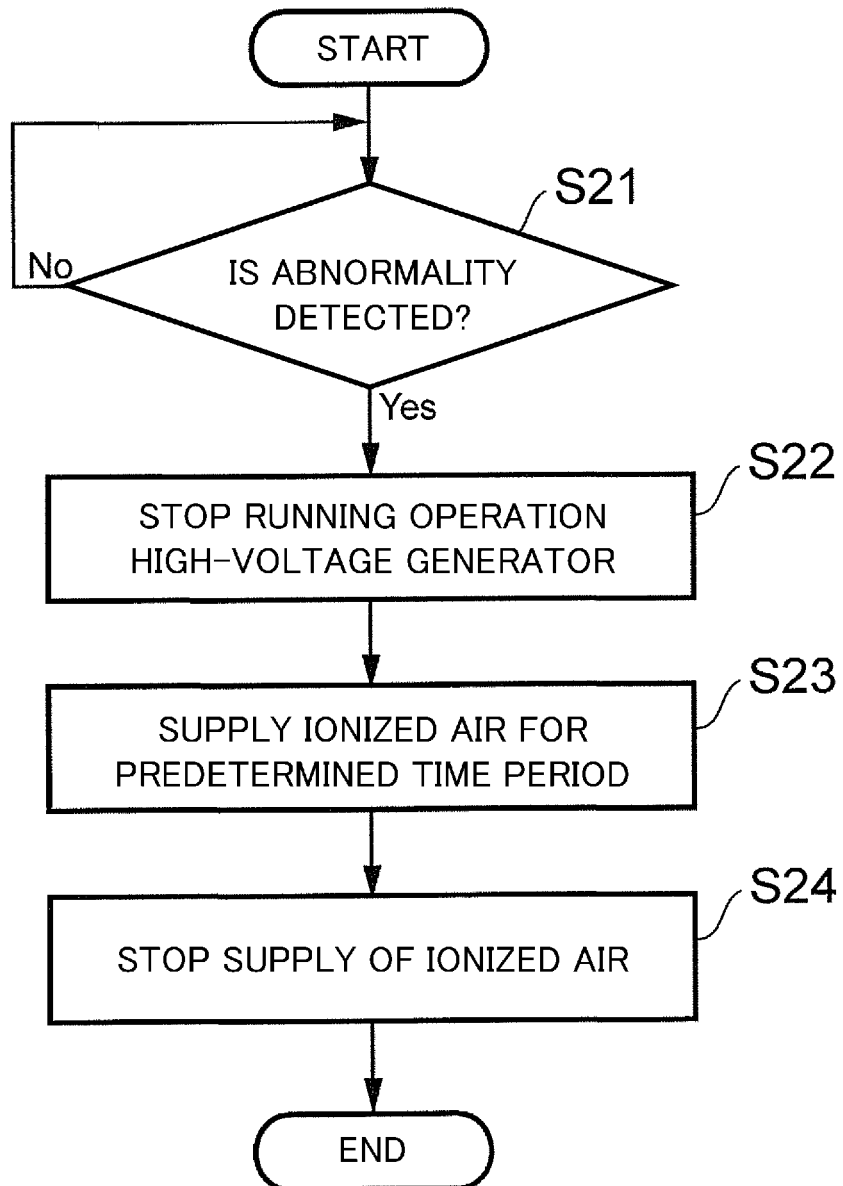 START
S21
No
IS ABNORMALITY
DETECTED?
Yes
S22
STOP RUNNING OPERATION
HIGH-VOLTAGE GENERATOR
S23
SUPPLY IONIZED AIR FOR
PREDETERMINED TIME PERIOD
S24
STOP SUPPLY OF IONIZED AIR
END